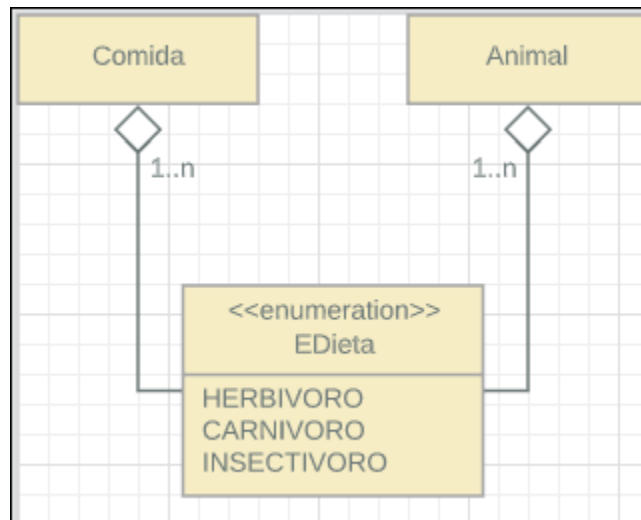 Comida
Animal
1..n
1..n
<<enumeration>>
EDieta
HERBIVORO
CARNIVORO
INSECTIVORO